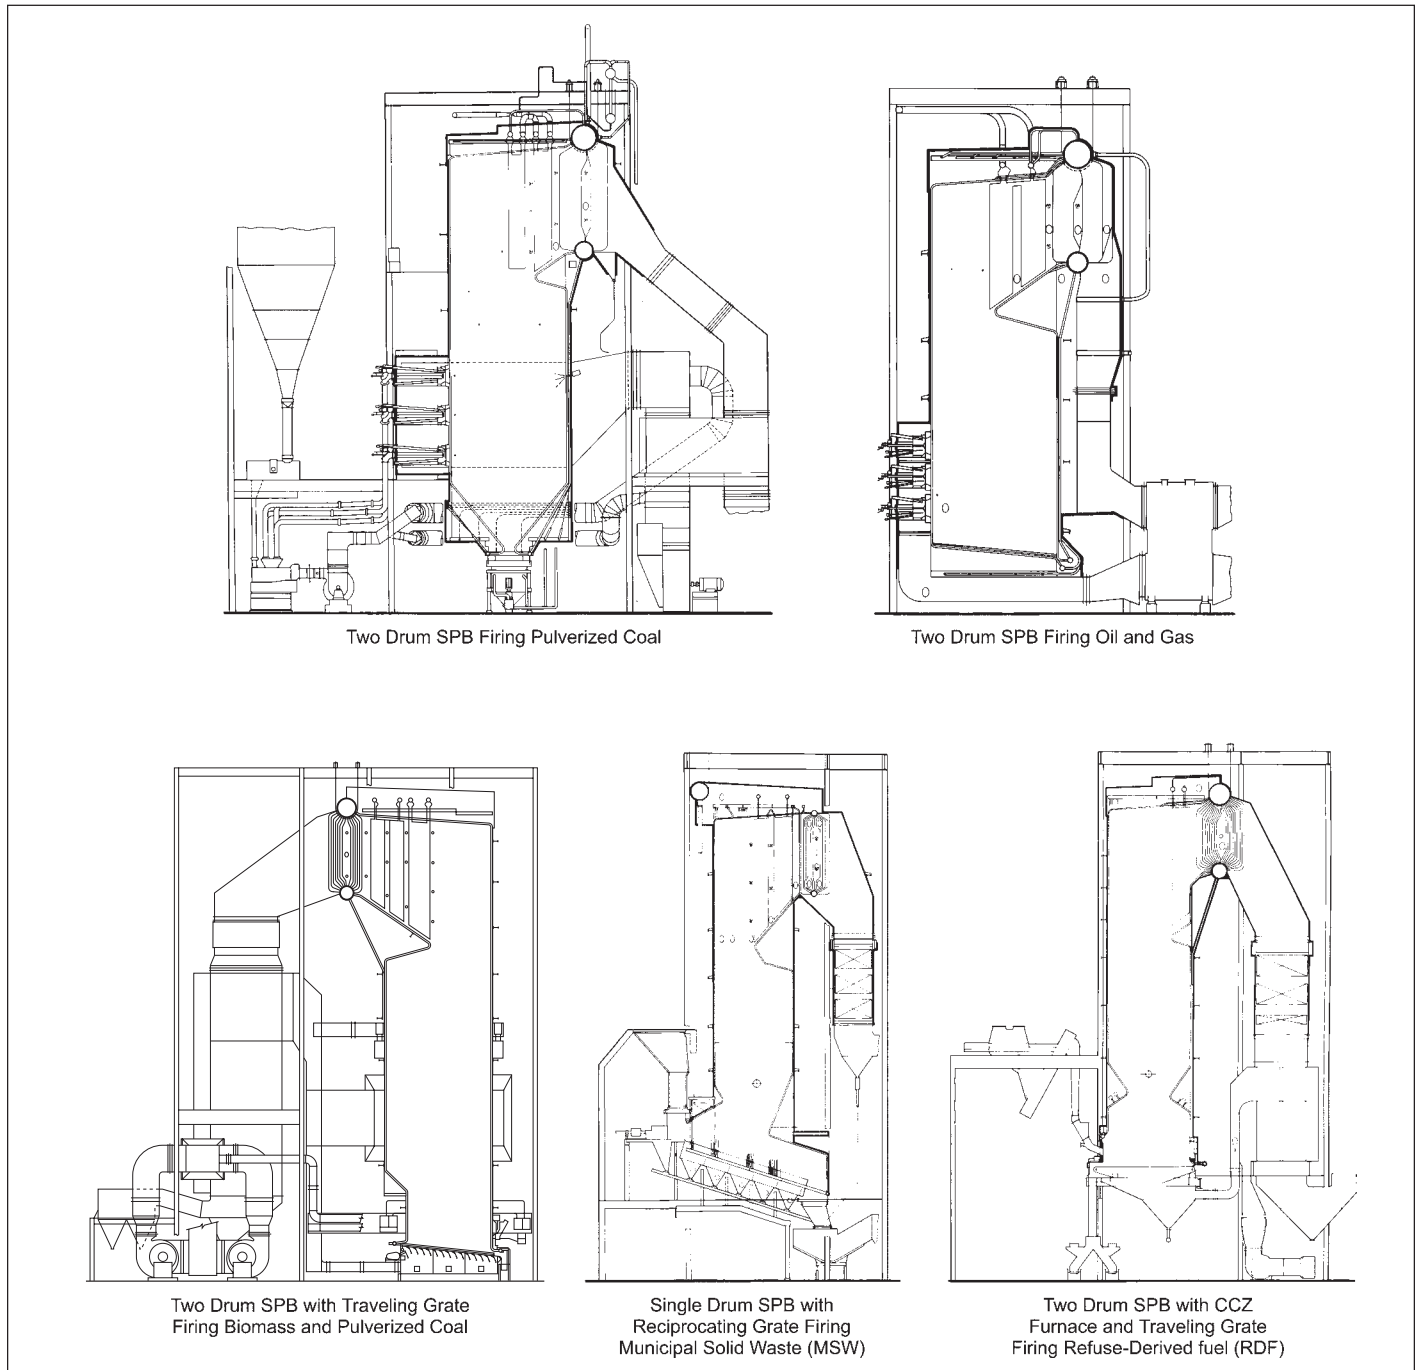 Two Drum SPB Firing Pulverized Coal
Two Drum SPB Firing Oil and Gas
Two Drum SPB with Traveling Grate
Firing Biomass and Pulverized Coal
Single Drum SPB with
Reciprocating Grate Firing
Municipal Solid Waste (MSW)
Two Drum SPB with CCZ
Furnace and Traveling Grate
Firing Refuse-Derived fuel (RDF)